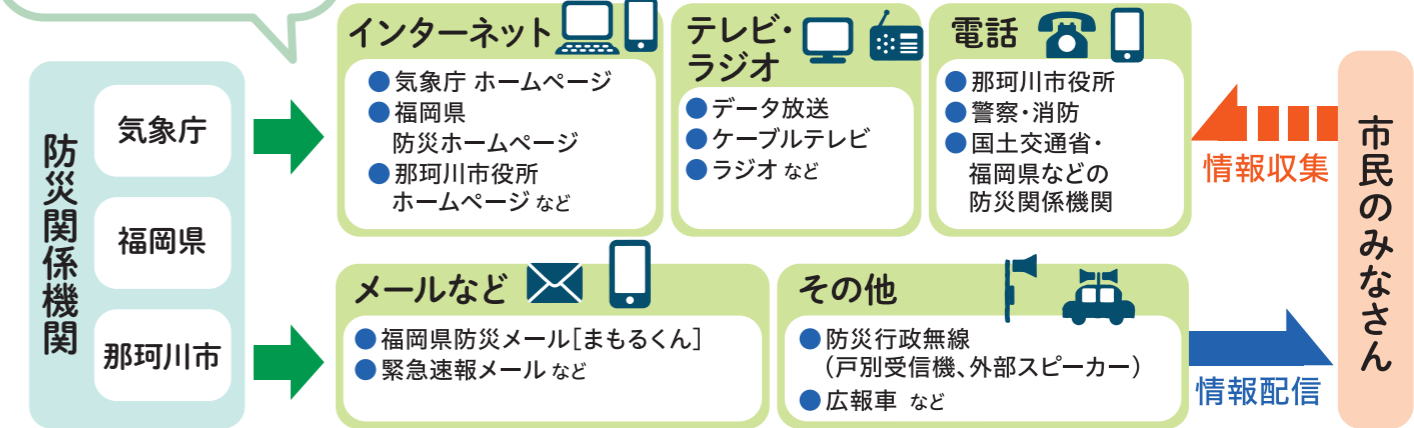 防災関係機関
気象庁
福岡県
那珂川市
インターネット
●気象庁 ホームページ
●福岡県
防災ホームページ
●那珂川市役所
ホームページ など
テレビ・
ラジオ
●データ放送
●ケーブルテレビ
●ラジオ など
電話
●那珂川市役所
●警察・消防
●国土交通省・
福岡県などの
防災関係機関
情報収集
メールなど
●福岡県防災メール[まもるくん]
●緊急速報メール など
その他
●防災行政無線
(戸別受信機、外部スピーカー)
●広報車 など
情報配信
市民のみなさん